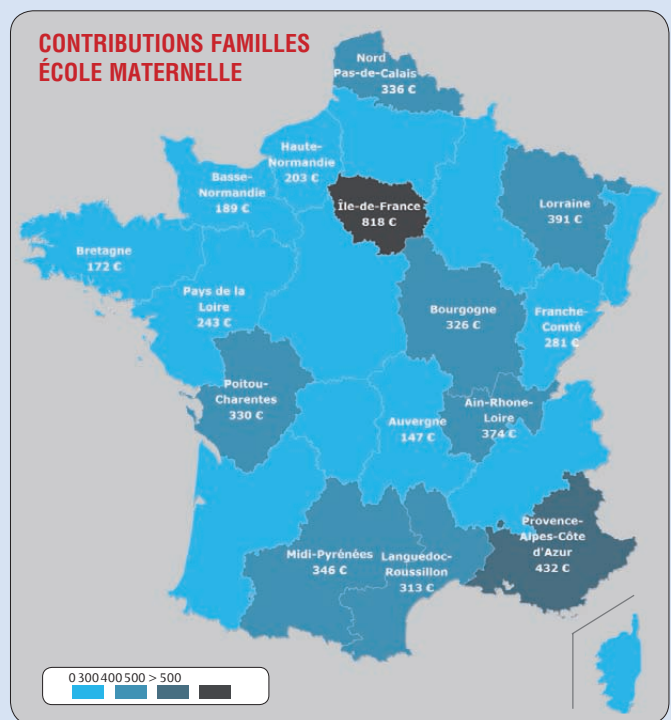 CONTRIBUTIONS FAMILLES
ÉCOLE MATERNELLE
Nord
Pas-de-Calais
336 €
Haute-
Normandie
203 €
Basse-
Normandie
189 €
Île-de-France
818 €
Lorraine
391 €
Bretagne
172 €
Pays de la
Loire
243 €
Bourgogne
326 €
Franche-
Comté
281 €
Poitou-
Charentes
330 €
Auvergne
147 €
Ain-Rhone-
Loire
374 €
Midi-Pyrénées
346 €
Languedoc-
Roussillon
313 €
Provence-
Alpes-Côte
d'Azur
432 €
0 300 400 500 > 500